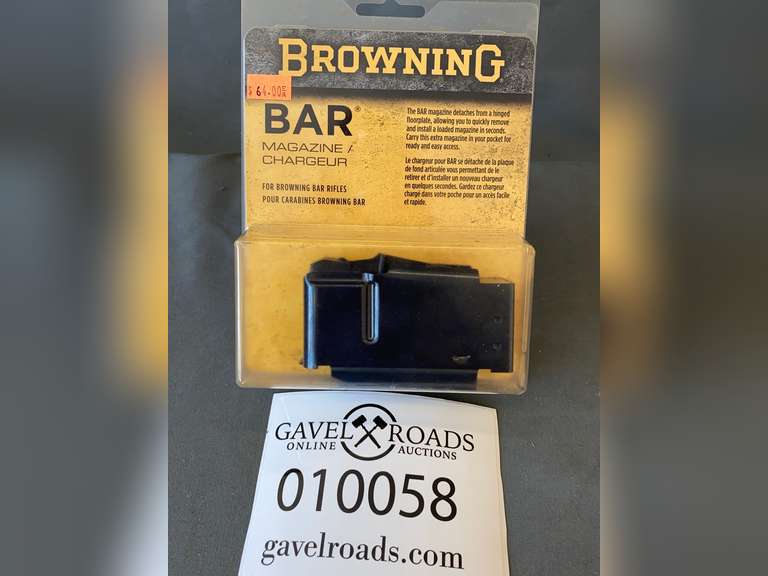 BROWNING
$ 64.00
BAR®
MAGAZINE /
CHARGEUR
FOR BROWNING BAR RIFLES
POUR CARABINES BROWNING BAR
The BAR magazine detaches from a hinged
floorplate, allowing you to quickly remove
and install a loaded magazine in seconds.
Carry this extra magazine in your pocket for
ready and easy access.
Le chargeur pour BAR se détache de la plaque
de fond articulée vous permettant de le
retirer et d'installer un nouveau chargeur
en quelques secondes. Gardez ce chargeur
chargé dans votre poche pour un accès facile
et rapide.
GAVEL ROADS
ONLINE AUCTIONS
010058
gavelroads.com